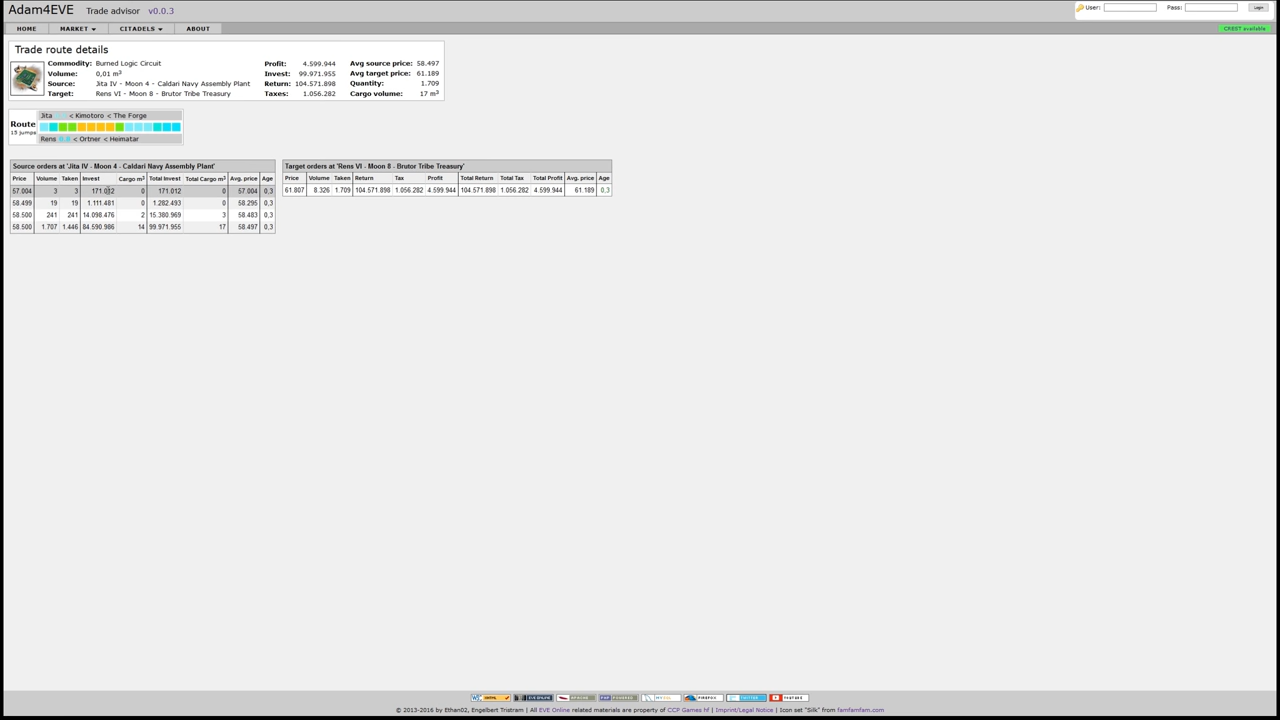 Adam4EVE Trade advisor v0.0.3 User: Pass: Login
HOME MARKET CITADELS ABOUT CREST available
Trade route details
Commodity: Burned Logic Circuit Profit: 4.599.944 Avg source price: 58.497
Volume: 0,01 m³ Invest: 99.971.955 Avg target price: 61.189
Source: Jita IV - Moon 4 - Caldari Navy Assembly Plant Return: 104.571.898 Quantity: 1.709
Target: Rens VI - Moon 8 - Brutor Tribe Treasury Taxes: 1.056.282 Cargo volume: 17 m³
Route
15 jumps
Jita < Kimotoro < The Forge
Rens < Ortner < Heimatar
Source orders at 'Jita IV - Moon 4 - Caldari Navy Assembly Plant'
Price Volume Taken Invest Cargo m³ Total Invest Total Cargo m³ Avg. price Age
57.004 3 3 171.012 0 171.012 0 57.004 0,3
58.499 19 19 1.111.481 0 1.282.493 0 58.295 0,3
58.500 241 241 14.098.476 2 15.380.969 3 58.483 0,3
58.500 1.707 1.446 84.590.986 14 99.971.955 17 58.497 0,3
Target orders at 'Rens VI - Moon 8 - Brutor Tribe Treasury'
Price Volume Taken Return Tax Profit Total Return Total Tax Total Profit Avg. price Age
61.807 8.326 1.709 104.571.898 1.056.282 4.599.944 104.571.898 1.056.282 4.599.944 61.189 0,3
EVE ONLINE APACHE PHP POWERED MySQL FIREFOX TWITTER YOUTUBE
© 2013-2016 by Ethan02, Engelbert Tristram | All EVE Online related materials are property of CCP Games hf | Imprint/Legal Notice | Icon set "Silk" from famfamfam.com